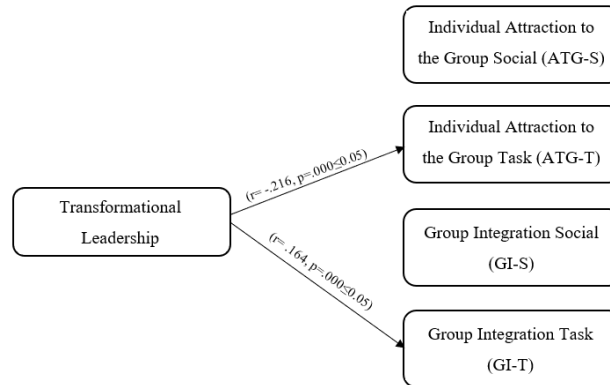 Individual Attraction to
the Group Social (ATG-S)
Individual Attraction to
the Group Task (ATG-T)
(r= -.216, p=.000≤0.05)
Transformational
Leadership
(r= .164, p=.000≤0.05)
Group Integration Social
(GI-S)
Group Integration Task
(GI-T)